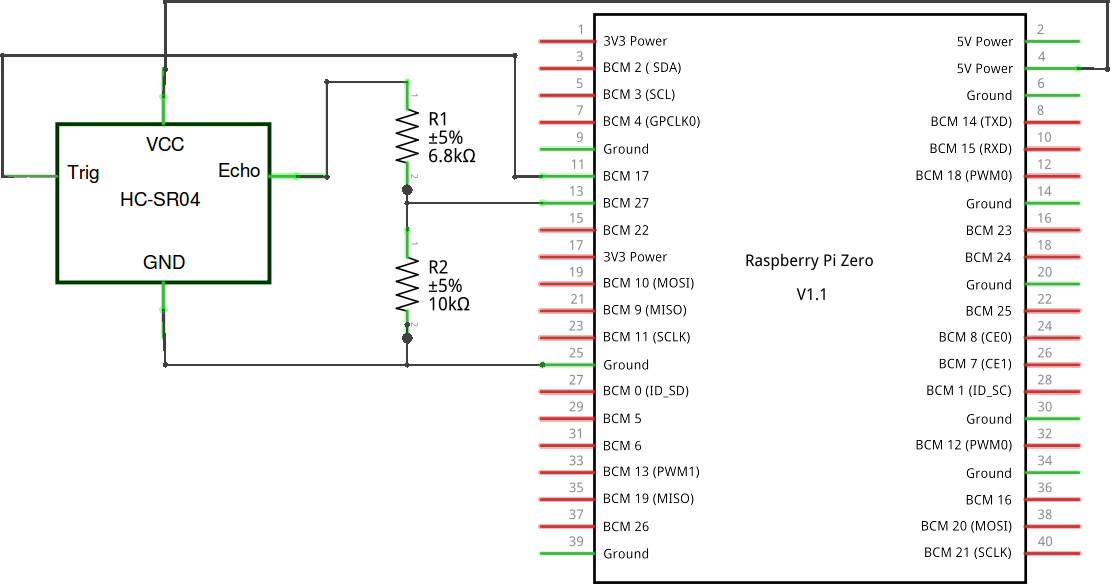 VCC
Trig
Echo
HC-SR04
GND
1
R1
±5%
6.8kΩ
2
1
R2
±5%
10kΩ
2
1 3V3 Power
3 BCM 2 ( SDA)
5 BCM 3 (SCL)
7 BCM 4 (GPCLK0)
9 Ground
11 BCM 17
13 BCM 27
15 BCM 22
17 3V3 Power
19 BCM 10 (MOSI)
21 BCM 9 (MISO)
23 BCM 11 (SCLK)
25 Ground
27 BCM 0 (ID_SD)
29 BCM 5
31 BCM 6
33 BCM 13 (PWM1)
35 BCM 19 (MISO)
37 BCM 26
39 Ground
Raspberry Pi Zero
V1.1
5V Power 2
5V Power 4
Ground 6
BCM 14 (TXD) 8
BCM 15 (RXD) 10
BCM 18 (PWM0) 12
Ground 14
BCM 23 16
BCM 24 18
Ground 20
BCM 25 22
BCM 8 (CE0) 24
BCM 7 (CE1) 26
BCM 1 (ID_SC) 28
Ground 30
BCM 12 (PWM0) 32
Ground 34
BCM 16 36
BCM 20 (MOSI) 38
BCM 21 (SCLK) 40